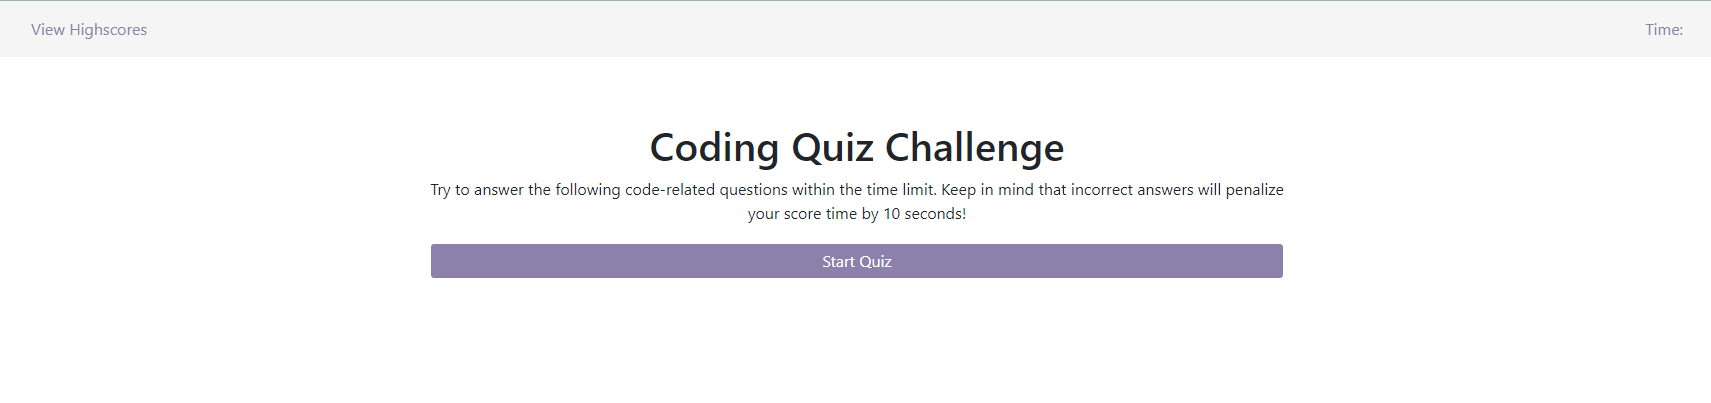 View Highscores
Time:
Coding Quiz Challenge
Try to answer the following code-related questions within the time limit. Keep in mind that incorrect answers will penalize
your score time by 10 seconds!
Start Quiz